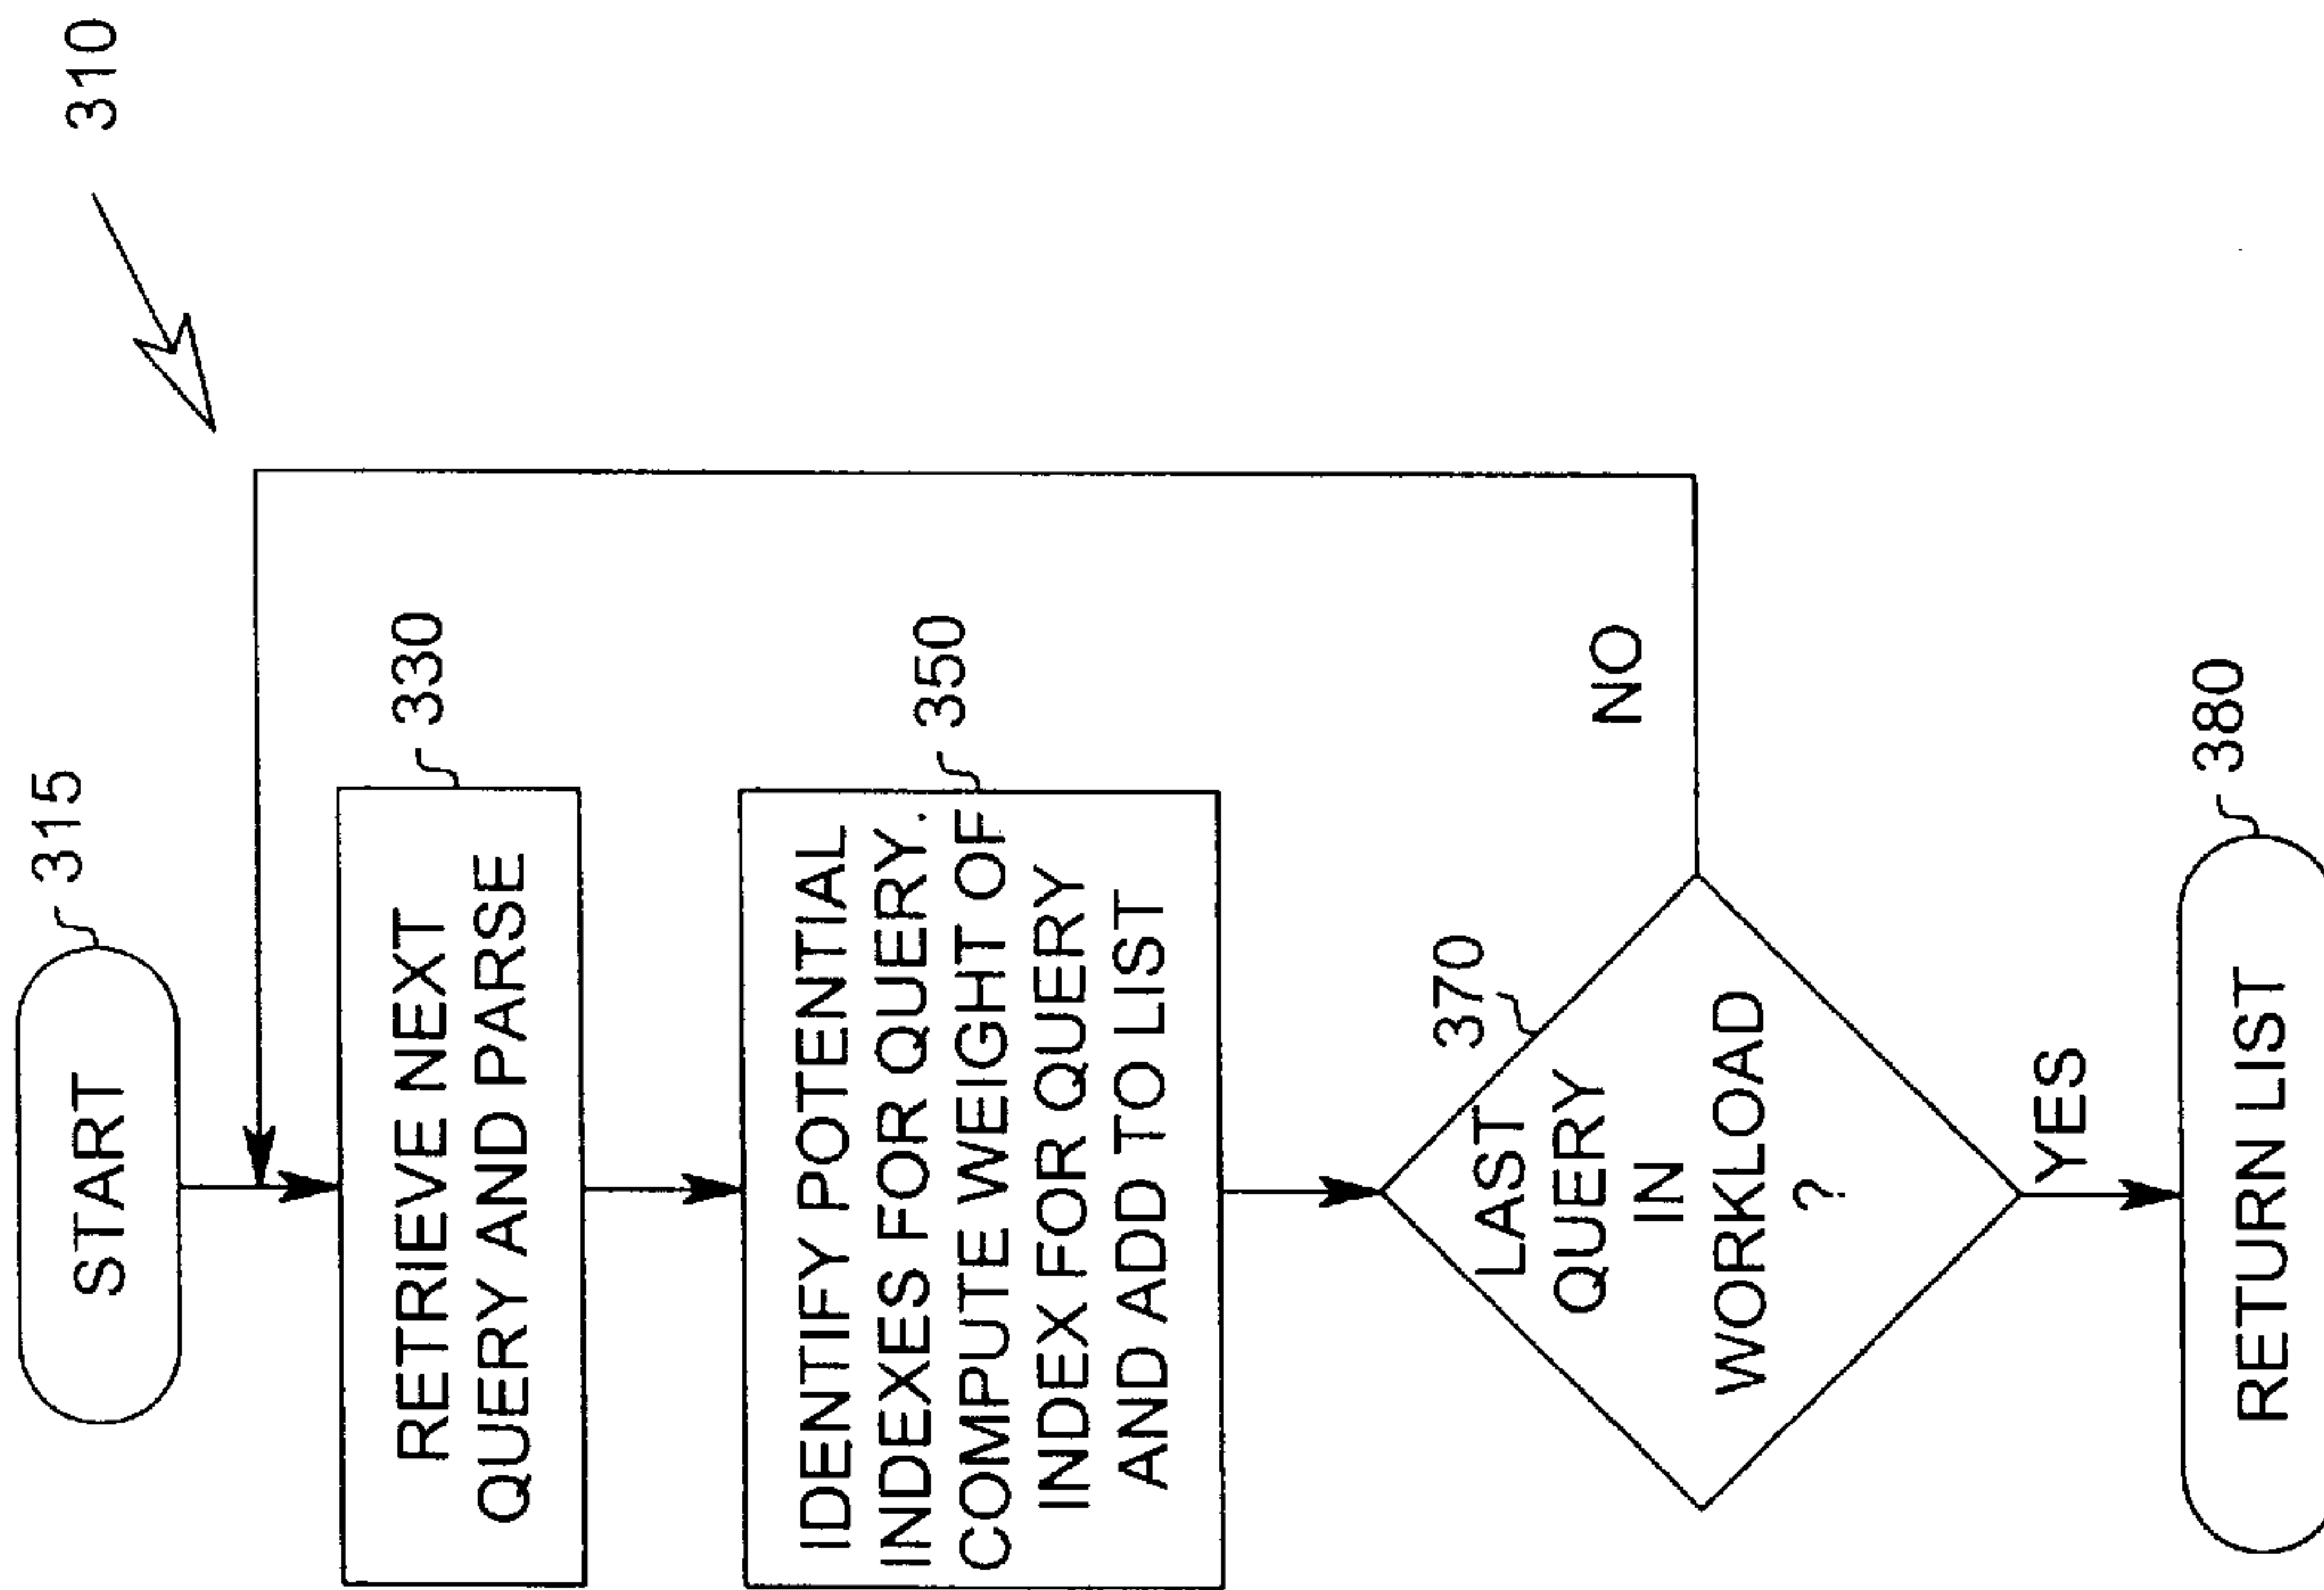 310
START
315
RETRIEVE NEXT
QUERY AND PARSE
330
IDENTIFY POTENTIAL
INDEXES FOR QUERY.
COMPUTE WEIGHT OF
INDEX FOR QUERY
AND ADD TO LIST
350
LAST
QUERY
IN
WORKLOAD
?
370
NO
YES
RETURN LIST
380